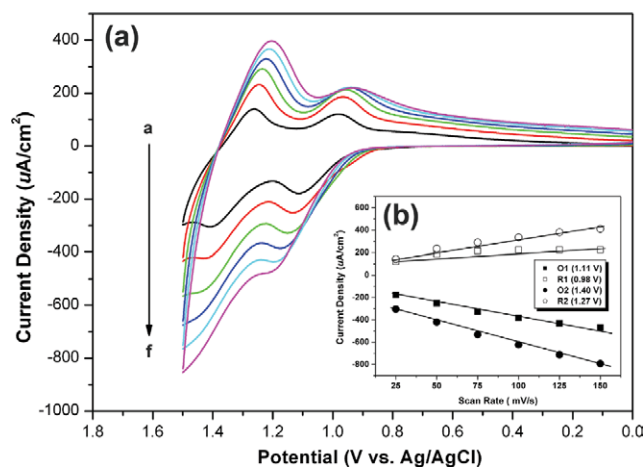 (a)
400
200
0
-200
-400
-600
-800
-1000
Current Density (uA/cm²)
a
f
1.8 1.6 1.4 1.2 1.0 0.8 0.6 0.4 0.2 0.0
Potential (V vs. Ag/AgCl)
(b)
600
400
200
0
-200
-400
-600
-800
Current Density (uA/cm²)
O1 (1.11 V)
R1 (0.98 V)
O2 (1.40 V)
R2 (1.27 V)
25 50 75 100 125 150
Scan Rate ( mV/s)